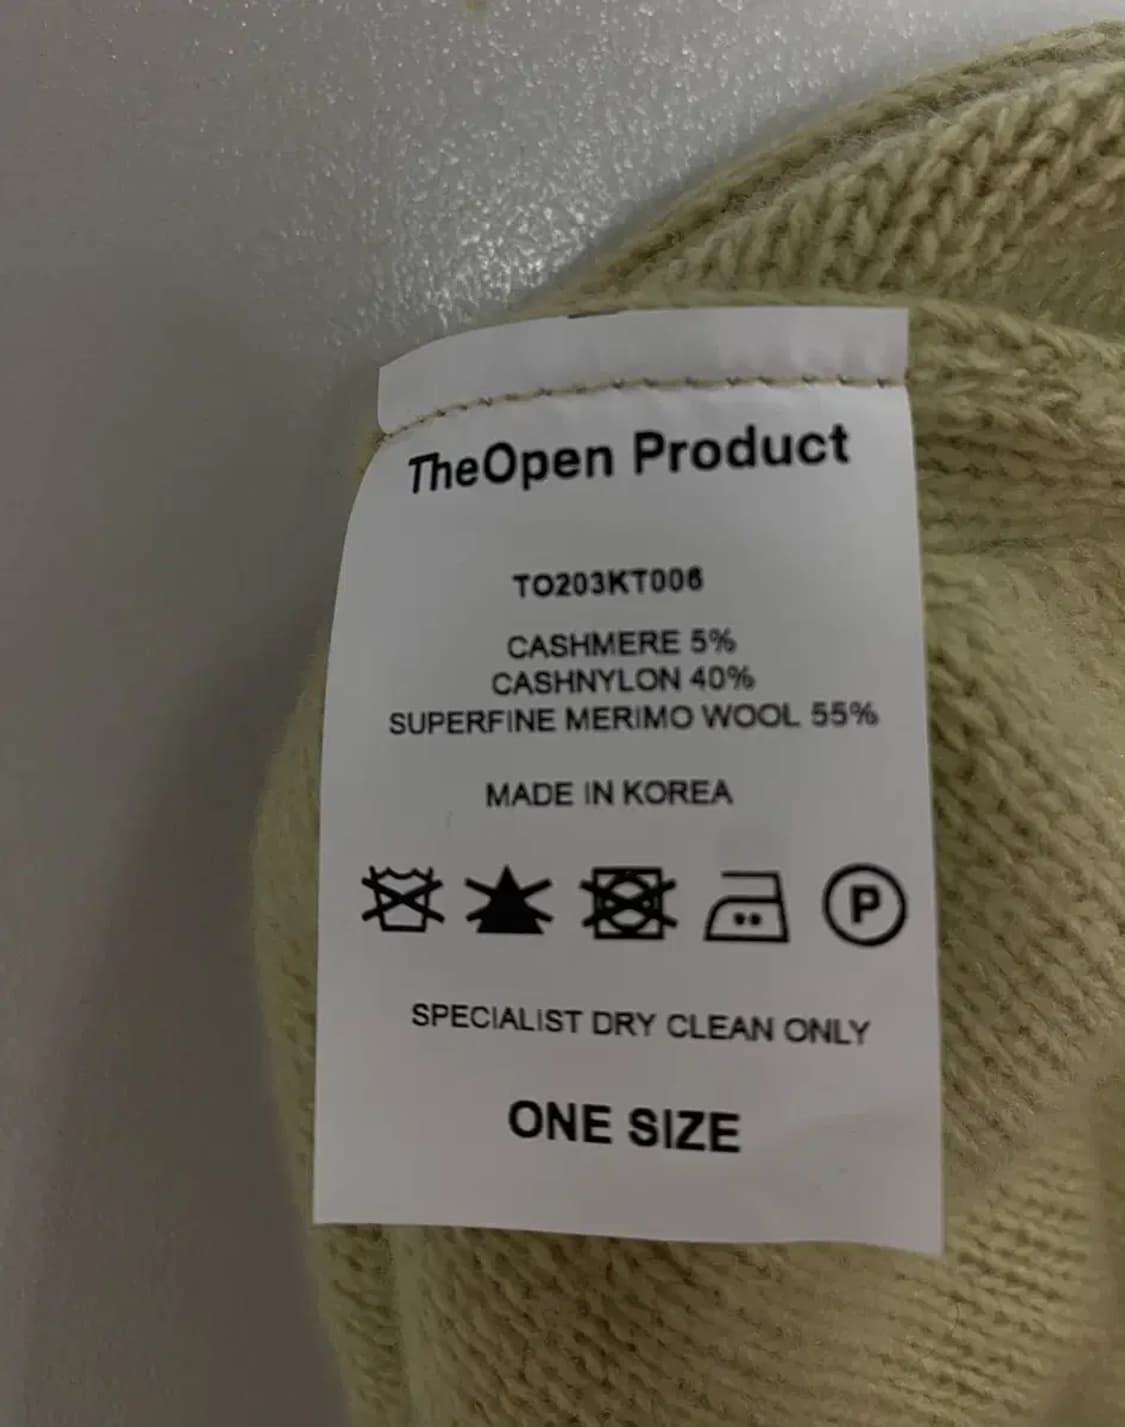 TheOpen Product
TO203KT006
CASHMERE 5%
CASHNYLON 40%
SUPERFINE MERIMO WOOL 55%
MADE IN KOREA
P
SPECIALIST DRY CLEAN ONLY
ONE SIZE